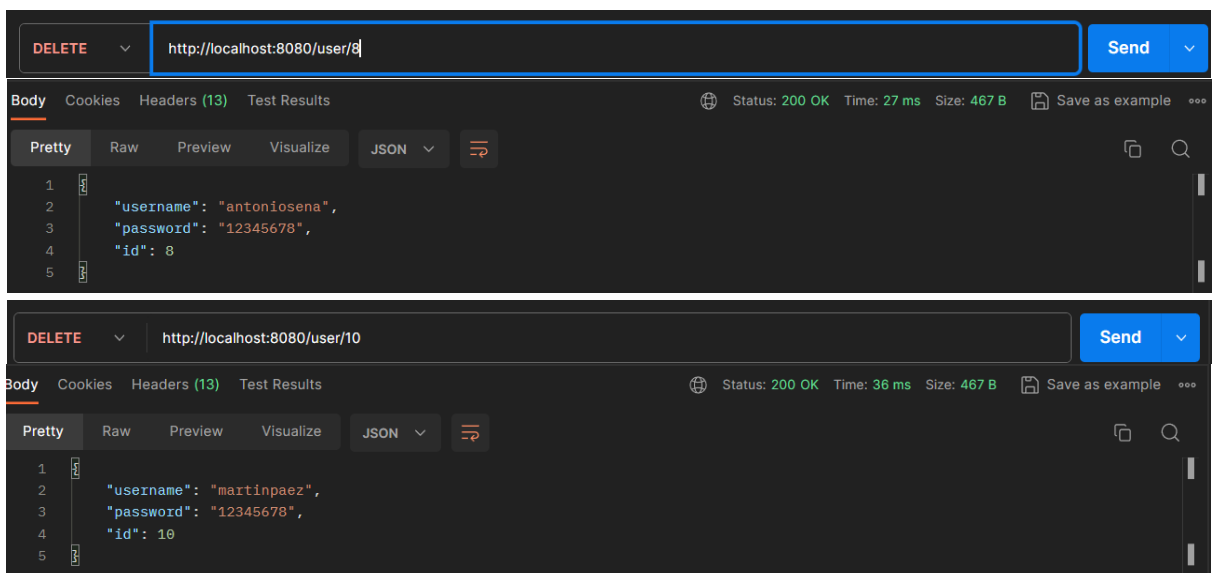 DELETE http://localhost:8080/user/8 Send
Body Cookies Headers (13) Test Results Status: 200 OK Time: 27 ms Size: 467 B Save as example
Pretty Raw Preview Visualize JSON
1 {
2 "username": "antoniosena",
3 "password": "12345678",
4 "id": 8
5 }
DELETE http://localhost:8080/user/10 Send
Body Cookies Headers (13) Test Results Status: 200 OK Time: 36 ms Size: 467 B Save as example
Pretty Raw Preview Visualize JSON
1 {
2 "username": "martinpaez",
3 "password": "12345678",
4 "id": 10
5 }